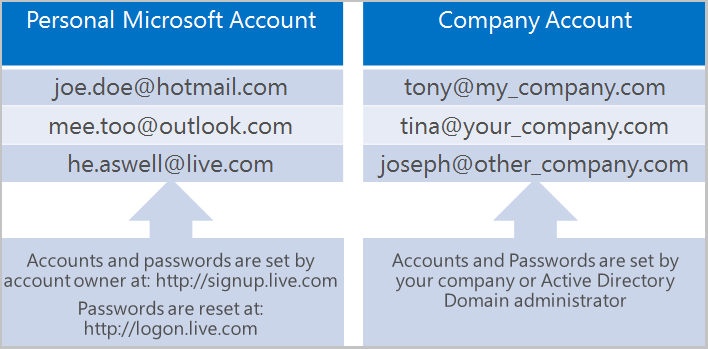 Personal Microsoft Account
joe.doe@hotmail.com
mee.too@outlook.com
he.aswell@live.com
Accounts and passwords are set by
account owner at: http://signup.live.com
Passwords are reset at:
http://logon.live.com
Company Account
tony@my_company.com
tina@your_company.com
joseph@other_company.com
Accounts and Passwords are set by
your company or Active Directory
Domain administrator